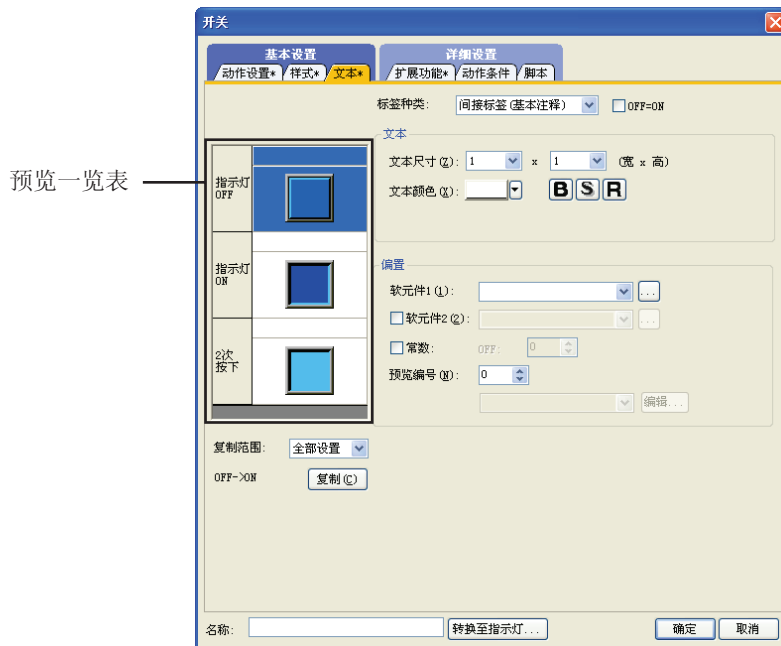 开关
基本设置
详细设置
动作设置* 样式* 文本* 扩展功能* 动作条件 脚本
标签种类: 间接标签(基本注释) OFF=ON
预览一览表
指示灯
OFF
指示灯
ON
2次
按下
文本
文本尺寸(Z): 1 x 1 (宽 x 高)
文本颜色(X): B S R
偏置
软元件1(1): ...
软元件2(2): ...
常数: OFF: 0
预览编号(N): 0
编辑...
复制范围: 全部设置
OFF->ON 复制(C)
名称: 转换至指示灯... 确定 取消